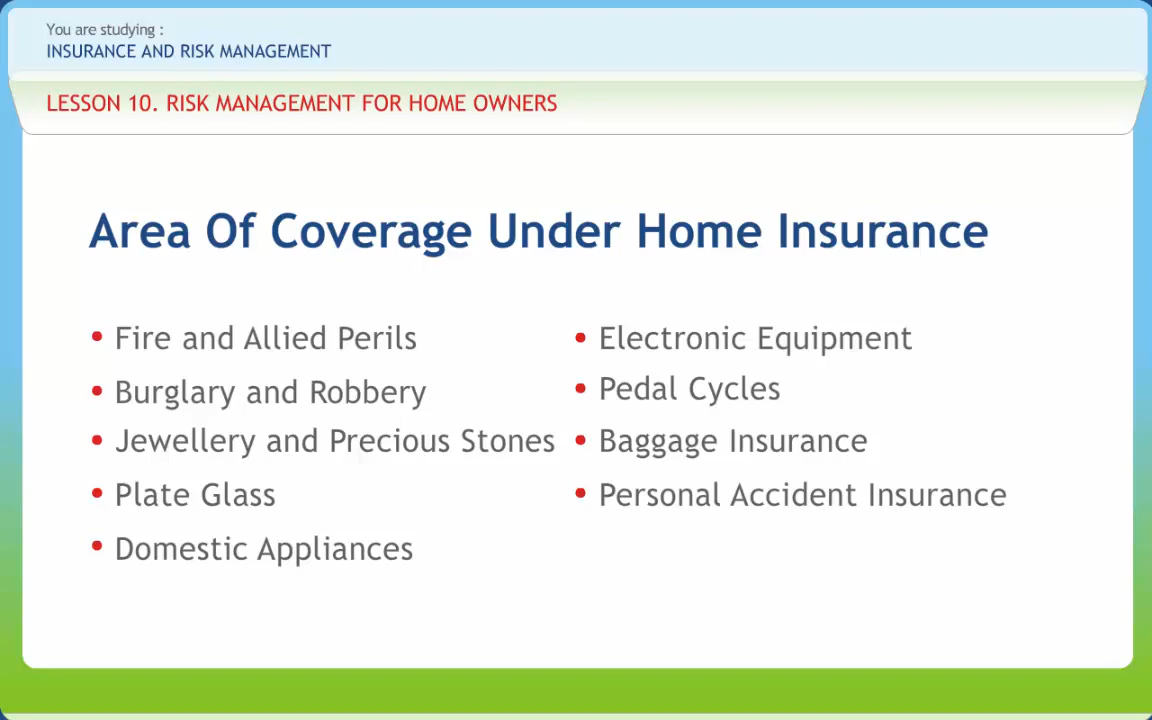 You are studying :
INSURANCE AND RISK MANAGEMENT
LESSON 10. RISK MANAGEMENT FOR HOME OWNERS
Area Of Coverage Under Home Insurance
• Fire and Allied Perils
• Burglary and Robbery
• Jewellery and Precious Stones
• Plate Glass
• Domestic Appliances
• Electronic Equipment
• Pedal Cycles
• Baggage Insurance
• Personal Accident Insurance